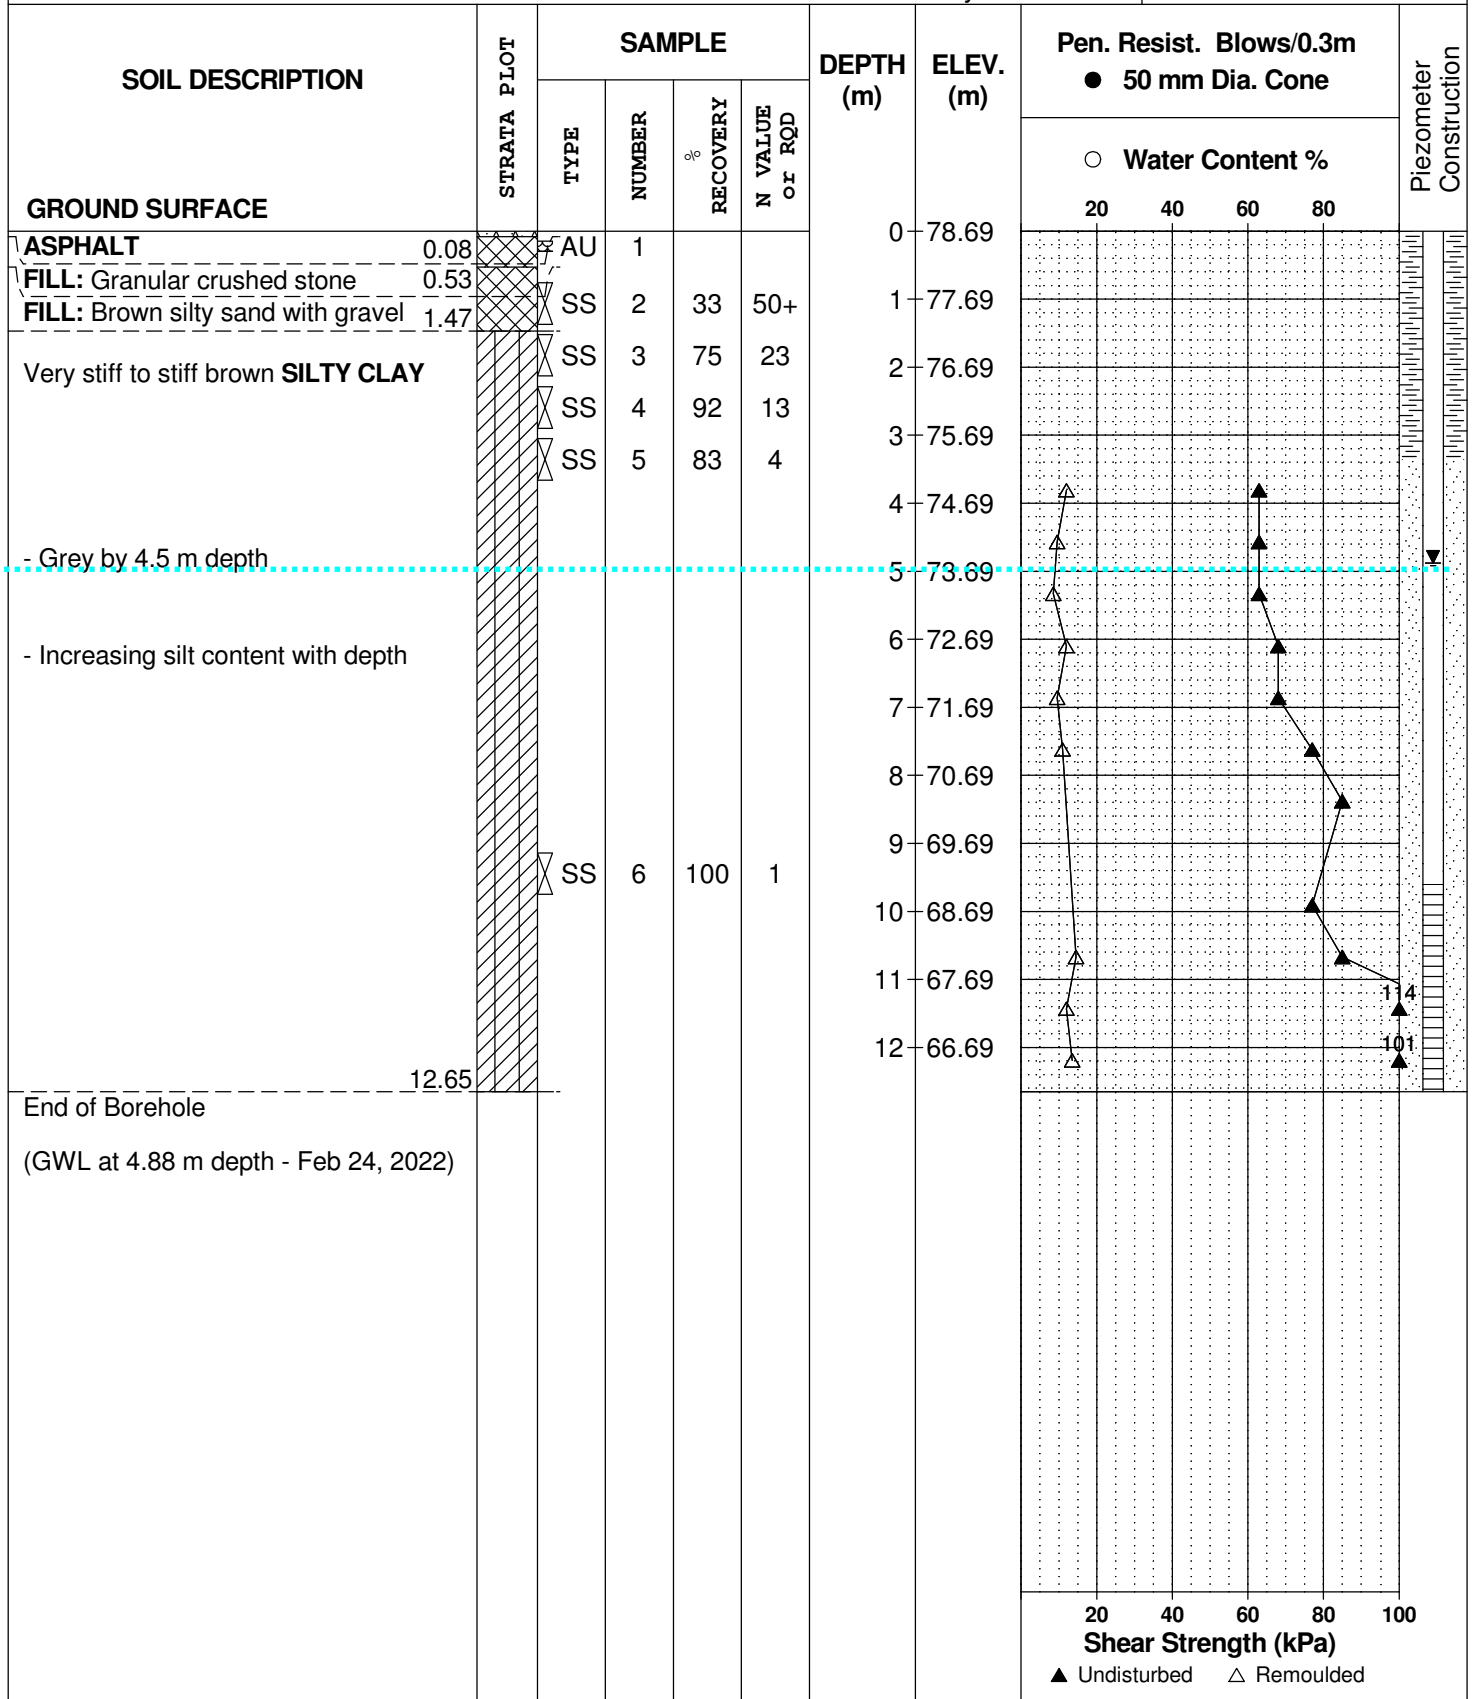 SOIL DESCRIPTION
GROUND SURFACE
STRATA PLOT
SAMPLE
TYPE
NUMBER
% RECOVERY
N VALUE or RQD
DEPTH (m)
ELEV. (m)
Pen. Resist. Blows/0.3m
● 50 mm Dia. Cone
○ Water Content %
20 40 60 80
Piezometer Construction
ASPHALT 0.08
FILL: Granular crushed stone 0.53
FILL: Brown silty sand with gravel 1.47
Very stiff to stiff brown SILTY CLAY
- Grey by 4.5 m depth
- Increasing silt content with depth
12.65
End of Borehole
(GWL at 4.88 m depth - Feb 24, 2022)
AU 1
SS 2 33 50+
SS 3 75 23
SS 4 92 13
SS 5 83 4
SS 6 100 1
0 78.69
1 77.69
2 76.69
3 75.69
4 74.69
5 73.69
6 72.69
7 71.69
8 70.69
9 69.69
10 68.69
11 67.69
12 66.69
114
101
20 40 60 80 100
Shear Strength (kPa)
▲ Undisturbed △ Remoulded